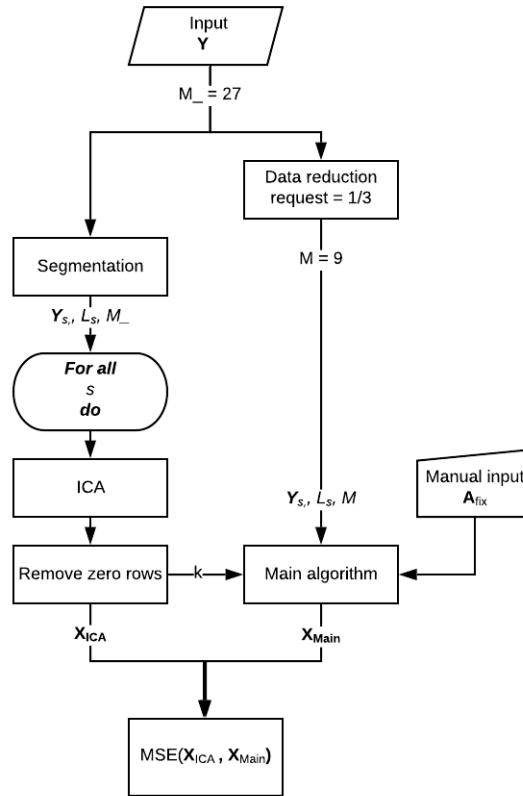 Input
Y
M_ = 27
Data reduction
request = 1/3
Segmentation
M = 9
Ys,, Ls, M_
For all
s
do
ICA
Manual input
Afix
Ys,, Ls, M
Remove zero rows
k
Main algorithm
XICA
XMain
MSE(XICA , XMain)